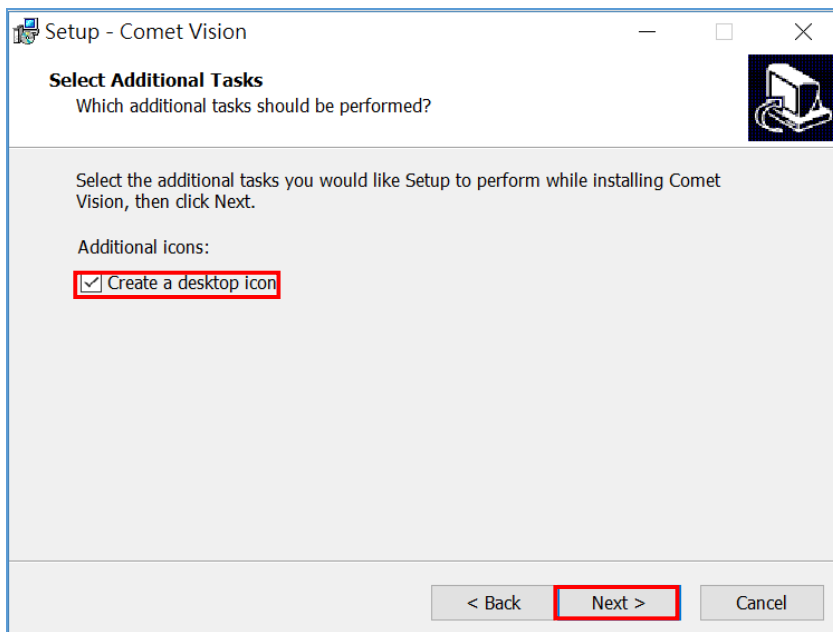 Setup - Comet Vision
Select Additional Tasks
Which additional tasks should be performed?
Select the additional tasks you would like Setup to perform while installing Comet
Vision, then click Next.
Additional icons:
Create a desktop icon
< Back Next > Cancel